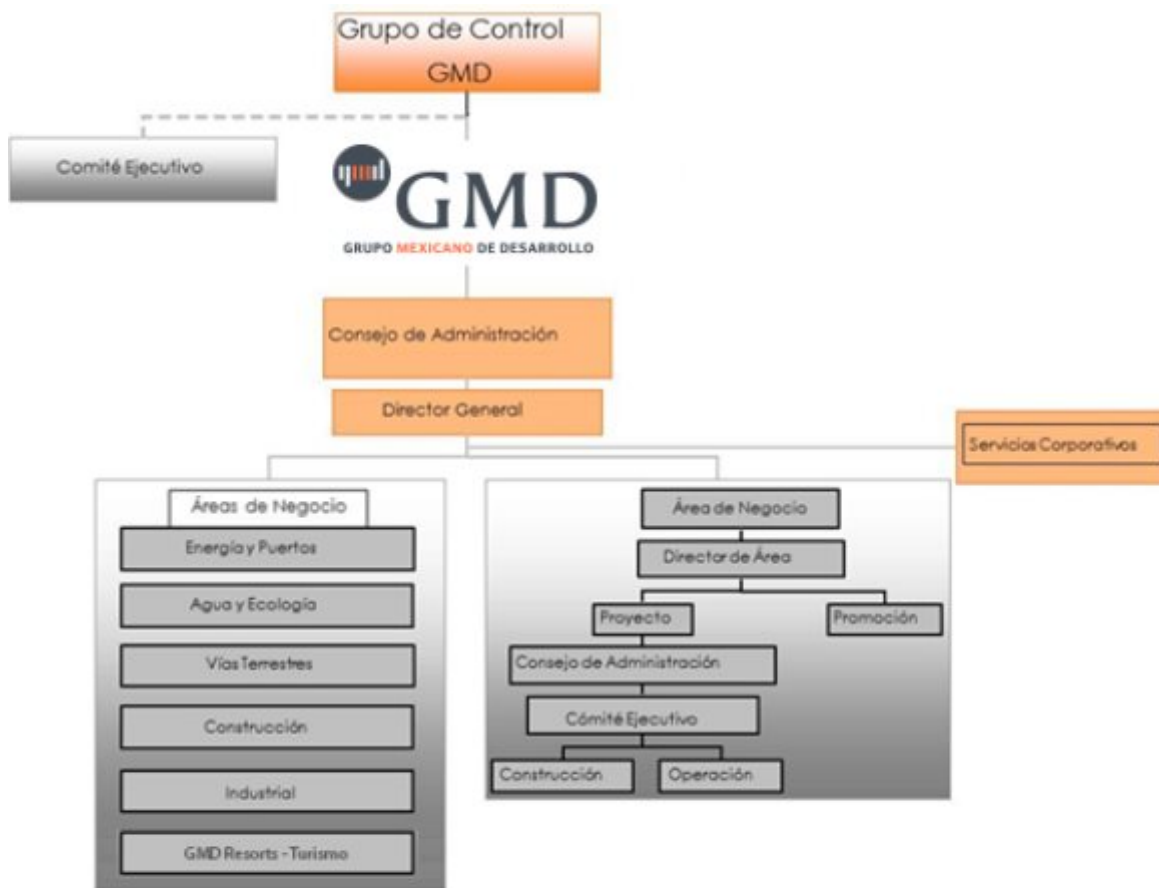 Grupo de Control
GMD
Comité Ejecutivo
gmd
GMD
GRUPO MEXICANO DE DESARROLLO
Consejo de Administración
Director General
Servicios Corporativos
Áreas de Negocio
Energía y Puertos
Agua y Ecología
Vías Terrestres
Construcción
Industrial
GMD Resorts - Turismo
Área de Negocio
Director de Área
Proyecto
Promoción
Consejo de Administración
Cómité Ejecutivo
Construcción
Operación